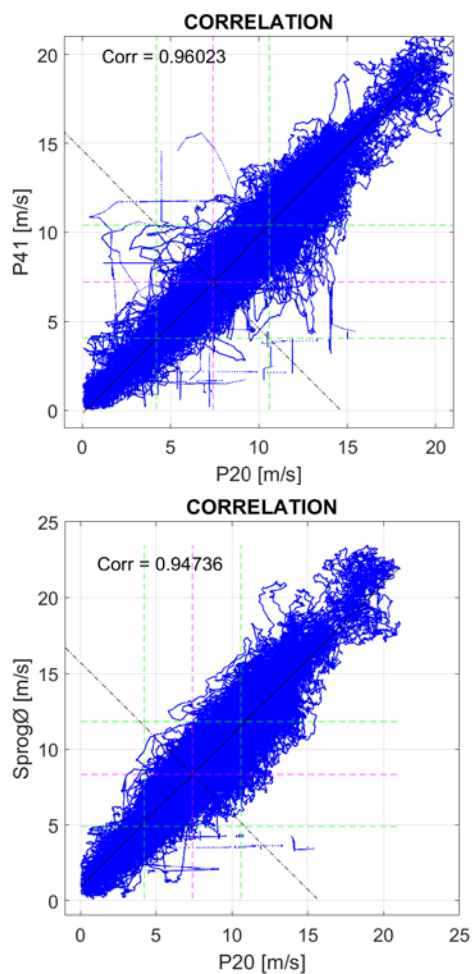 CORRELATION
Corr = 0.96023
20
15
10
5
0
P41 [m/s]
0 5 10 15 20
P20 [m/s]
CORRELATION
Corr = 0.94736
25
20
15
10
5
0
SprogØ [m/s]
0 5 10 15 20 25
P20 [m/s]